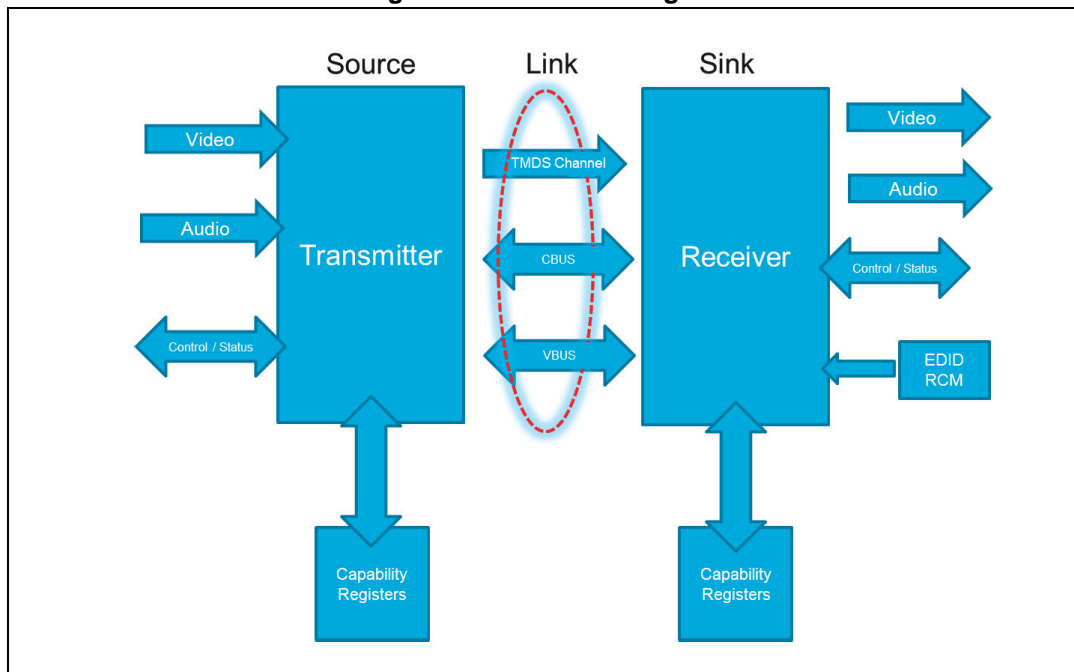 Source
Link
Sink
Video
Audio
Control / Status
Transmitter
TMDS Channel
CBUS
VBUS
Receiver
Video
Audio
Control / Status
EDID
RCM
Capability
Registers
Capability
Registers